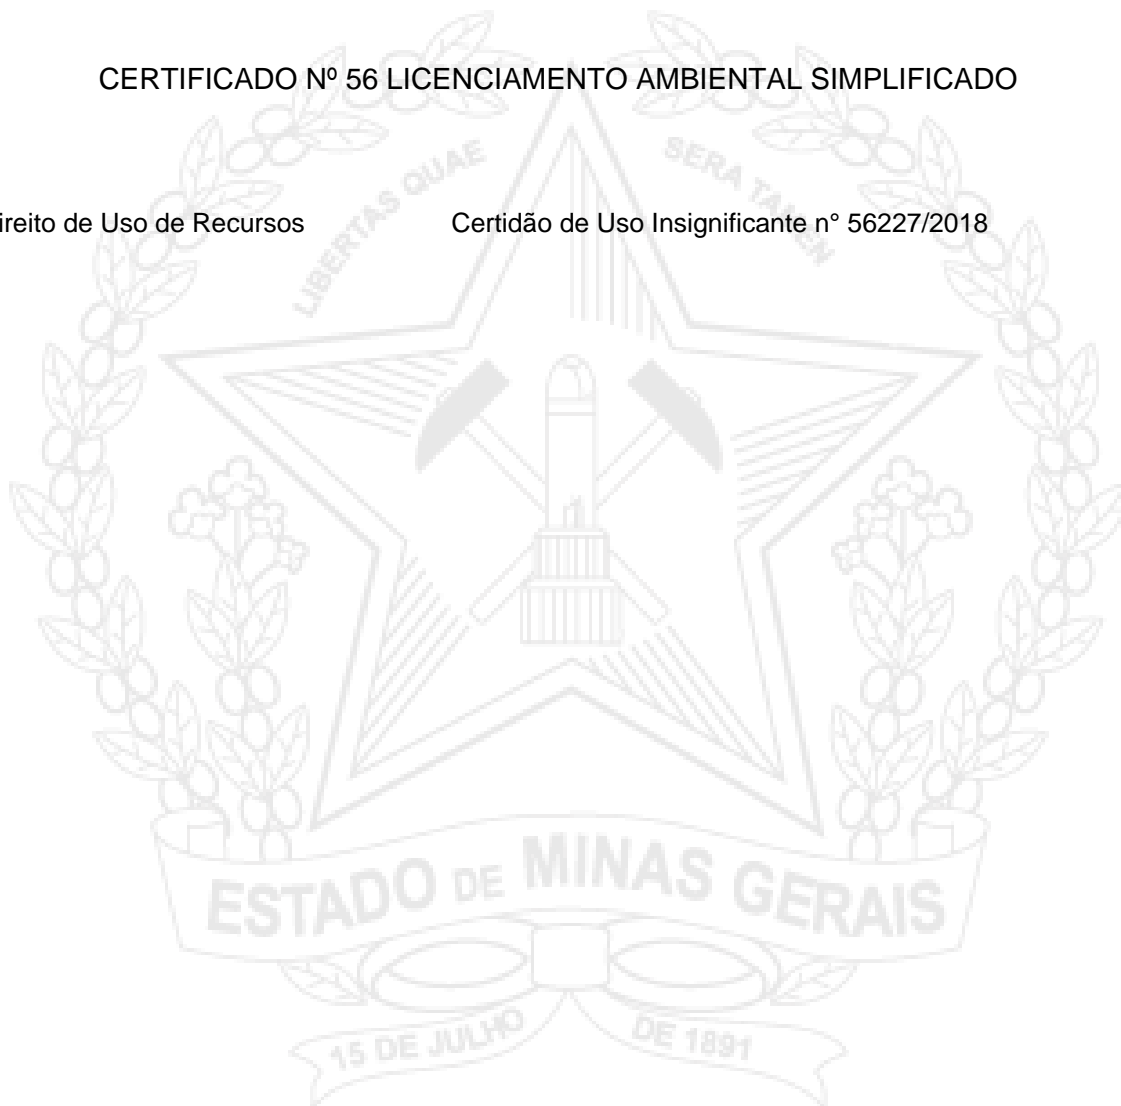 CERTIFICADO Nº 56 LICENCIAMENTO AMBIENTAL SIMPLIFICADO
LIBERTAS QUAE SERA TAMEN
ireito de Uso de Recursos Certidão de Uso Insignificante n° 56227/2018
ESTADO DE MINAS GERAIS
15 DE JULHO DE 1891